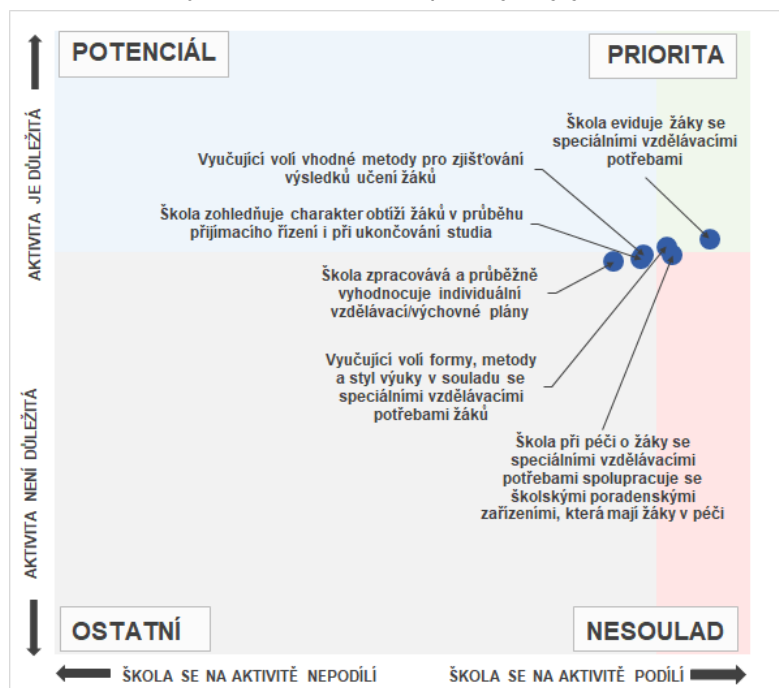 POTENCIÁL
PRIORITA
AKTIVITA JE DŮLEŽITÁ
AKTIVITA NENÍ DŮLEŽITÁ
Škola eviduje žáky se
speciálními vzdělávacími
potřebami
Vyučující volí vhodné metody pro zjišťování
výsledků učení žáků
Škola zohledňuje charakter obtíží žáků v průběhu
přijímacího řízení i při ukončování studia
Škola zpracovává a průběžně
vyhodnocuje individuální
vzdělávací/výchovné plány
Vyučující volí formy, metody
a styl výuky v souladu se
speciálními vzdělávacími
potřebami žáků
Škola při péči o žáky se
speciálními vzdělávacími
potřebami spolupracuje se
školskými poradenskými
zařízeními, která mají žáky v péči
OSTATNÍ
NESOULAD
ŠKOLA SE NA AKTIVITĚ NEPODÍLÍ
ŠKOLA SE NA AKTIVITĚ PODÍLÍ